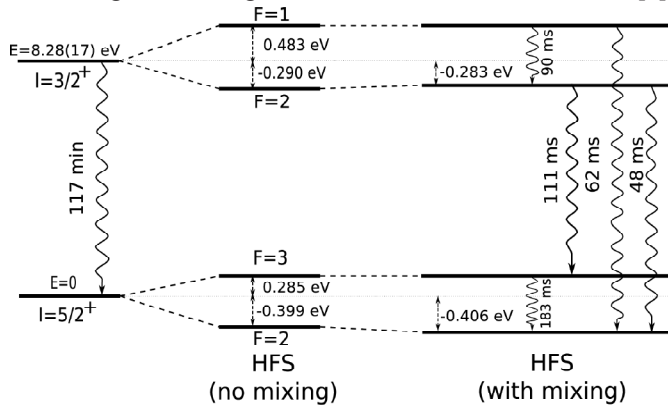 F=1
E=8.28(17) eV
0.483 eV
90 ms
I=3/2+
-0.290 eV
-0.283 eV
F=2
117 min
111 ms
62 ms
48 ms
F=3
E=0
0.285 eV
183 ms
I=5/2+
-0.399 eV
-0.406 eV
F=2
HFS
(no mixing)
HFS
(with mixing)